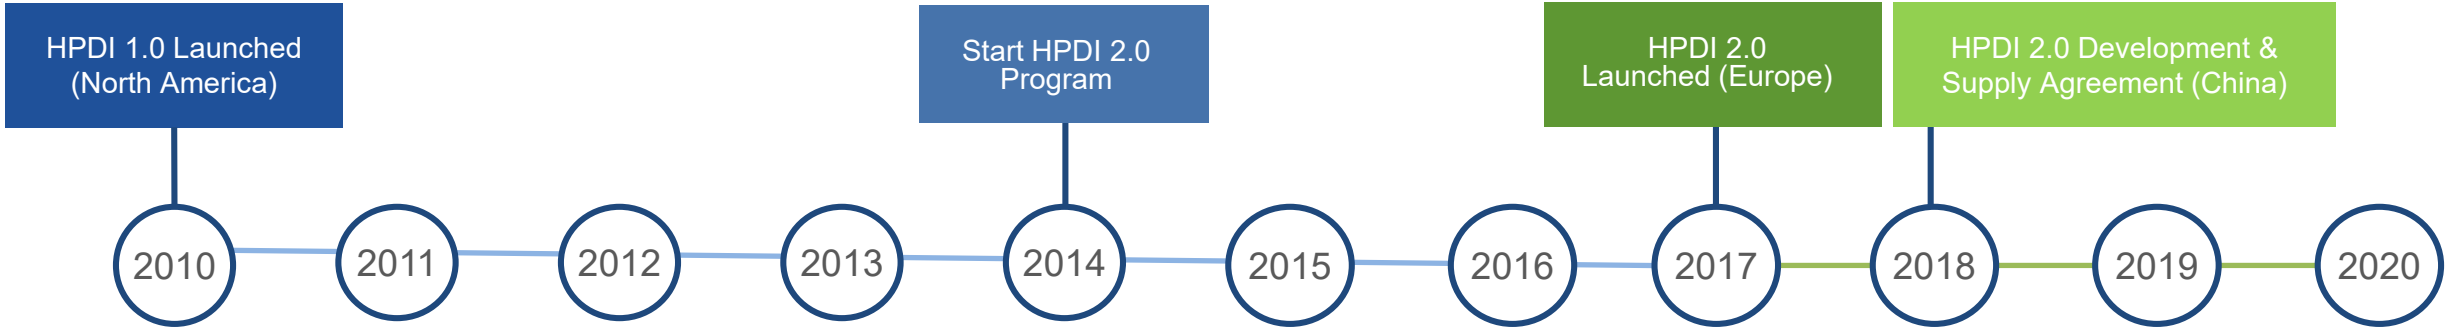 HPDI 1.0 Launched
(North America)
Start HPDI 2.0
Program
HPDI 2.0
Launched (Europe)
HPDI 2.0 Development &
Supply Agreement (China)
2010
2011
2012
2013
2014
2015
2016
2017
2018
2019
2020